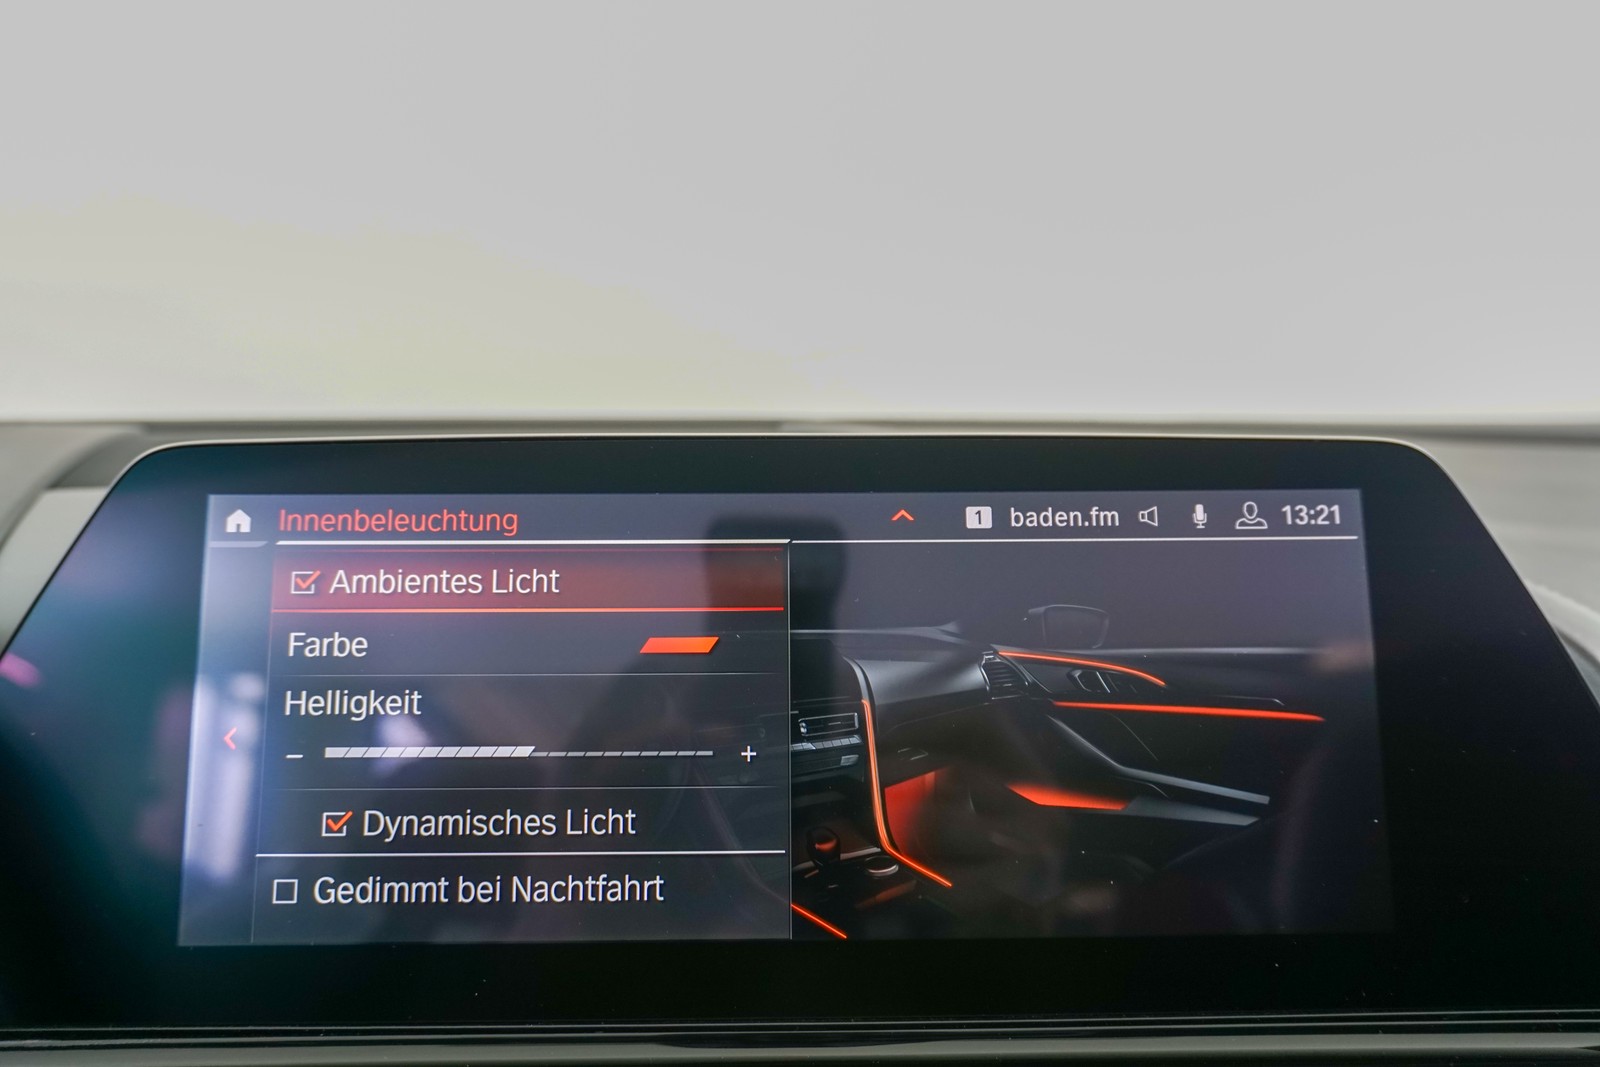 Innenbeleuchtung
1 baden.fm 13:21
Ambientes Licht
Farbe
Helligkeit
- +
Dynamisches Licht
Gedimmt bei Nachtfahrt